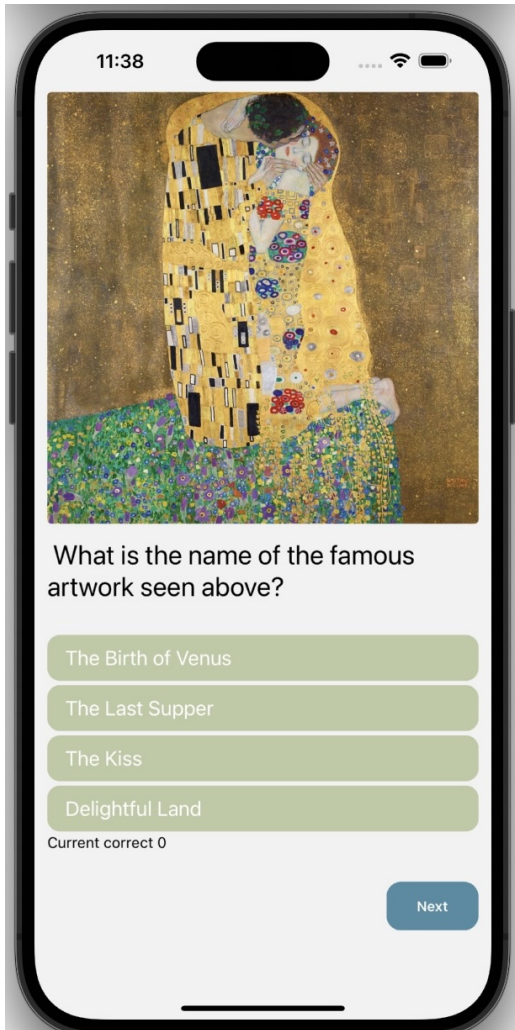 11:38
What is the name of the famous
artwork seen above?
The Birth of Venus
The Last Supper
The Kiss
Delightful Land
Current correct 0
Next